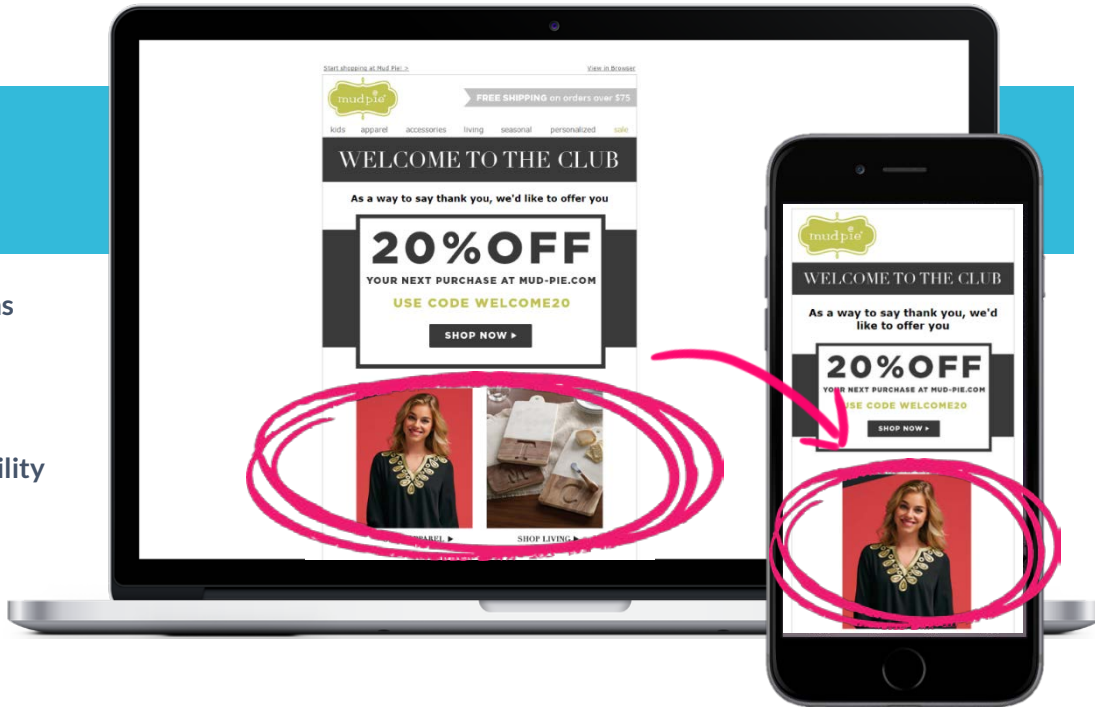 Start shopping at Mud Pie! >
View in Browser
mudpie
FREE SHIPPING on orders over $75
kids apparel accessories living seasonal personalized sale
WELCOME TO THE CLUB
As a way to say thank you, we'd like to offer you
20%OFF
YOUR NEXT PURCHASE AT MUD-PIE.COM
USE CODE WELCOME20
SHOP NOW ▶
SHOP LIVING ▶
mudpie
WELCOME TO THE CLUB
As a way to say thank you, we'd
like to offer you
20%OFF
YOUR NEXT PURCHASE AT MUD-PIE.COM
USE CODE WELCOME20
SHOP NOW ▶